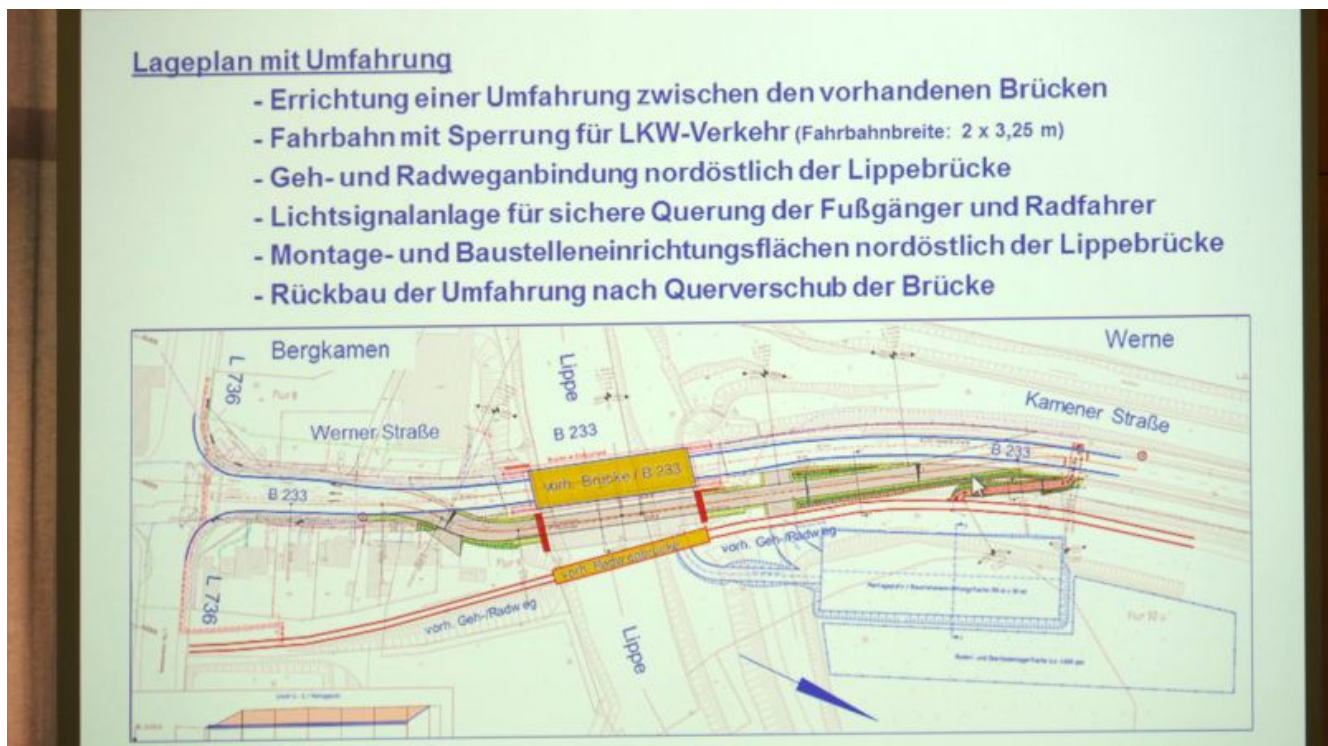 Lageplan mit Umfahrung
- Errichtung einer Umfahrung zwischen den vorhandenen Brücken
- Fahrbahn mit Sperrung für LKW-Verkehr (Fahrbahnbreite: 2 x 3,25 m)
- Geh- und Radweganbindung nordöstlich der Lippebrücke
- Lichtsignalanlage für sichere Querung der Fußgänger und Radfahrer
- Montage- und Baustelleneinrichtungsflächen nordöstlich der Lippebrücke
- Rückbau der Umfahrung nach Querverschub der Brücke
Bergkamen
Werne
L 736
Lippe
Kamener Straße
Werner Straße
B 233
B 233
vorh. Brücke / B 233
B 233
vorh. Geh-/Radweg
L 736
vorh. Geh-/Radweg
Lippe